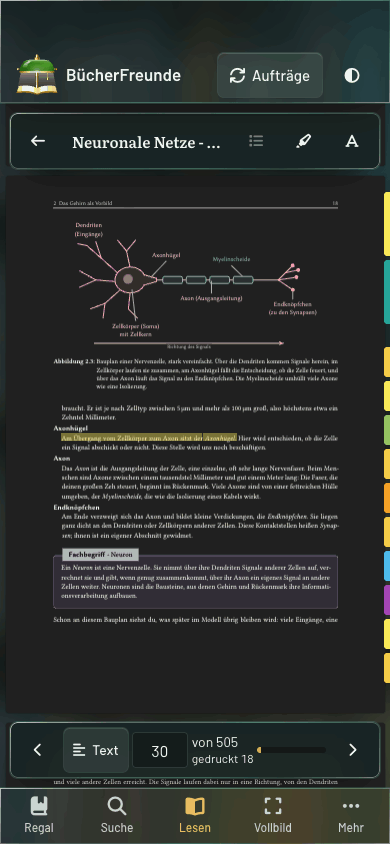 BücherFreunde
Aufträge
Neuronale Netze - ...
2 Das Gehirn als Vorbild 18
Dendriten
(Eingänge)
Axonhügel
Myelinscheide
Axon (Ausgangsleitung)
Endknöpfchen
(zu den Synapsen)
Zellkörper (Soma)
mit Zellkern
Richtung des Signals
Abbildung 2.3: Bauplan einer Nervenzelle, stark vereinfacht. Über die Dendriten kommen Signale herein, im
Zellkörper laufen sie zusammen, am Axonhügel fällt die Entscheidung, ob die Zelle feuert, und
über das Axon läuft das Signal zu den Endknöpfchen. Die Myelinscheide umhüllt viele Axone
wie eine Isolierung.
braucht. Er ist je nach Zelltyp zwischen 5 µm und mehr als 100 µm groß, also höchstens etwa ein
Zehntel Millimeter.
Axonhügel
Am Übergang vom Zellkörper zum Axon sitzt der Axonhügel. Hier wird entschieden, ob die Zelle
ein Signal abschickt oder nicht. Diese Stelle wird uns noch beschäftigen.
Axon
Das Axon ist die Ausgangsleitung der Zelle, eine einzelne, oft sehr lange Nervenfaser. Beim Men-
schen sind Axone zwischen einem tausendstel Millimeter und gut einem Meter lang: Die Faser, die
deinen großen Zeh steuert, beginnt im Rückenmark. Viele Axone sind von einer fettreichen Hülle
umgeben, der Myelinscheide, die wie die Isolierung eines Kabels wirkt.
Endknöpfchen
Am Ende verzweigt sich das Axon und bildet kleine Verdickungen, die Endknöpfchen. Sie liegen
ganz dicht an den Dendriten oder Zellkörpern anderer Zellen. Diese Kontaktstellen heißen Synap-
sen; ihnen ist ein eigener Abschnitt gewidmet.
Fachbegriff - Neuron
Ein Neuron ist eine Nervenzelle. Sie nimmt über ihre Dendriten Signale anderer Zellen auf, ver-
rechnet sie und gibt, wenn genug zusammenkommt, über ihr Axon ein eigenes Signal an andere
Zellen weiter. Neuronen sind die Bausteine, aus denen Gehirn und Rückenmark ihre Informati-
onsverarbeitung aufbauen.
Schon an diesem Bauplan siehst du, was später im Modell übrig bleiben wird: viele Eingänge, eine
Text
30
von 505
gedruckt 18
und viele andere Zellen erreicht. Die Signale laufen dabei nur in eine Richtung, von den Dendriten
Regal
Suche
Lesen
Vollbild
Mehr